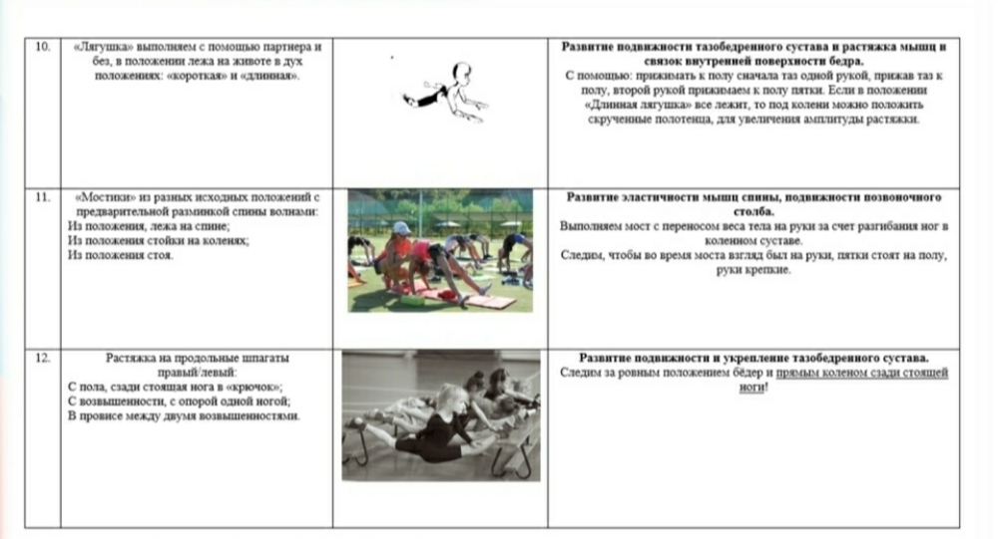 10.
«Лягушка» выполняем с помощью партнера и
без, в положении лежа на животе в дух
положениях: «короткая» и «длинная».
Развитие подвижности тазобедренного сустава и растяжка мышц и
связок внутренней поверхности бедра.
С помощью: прижимать к полу сначала таз одной рукой, прижав таз к
полу, второй рукой прижимаем к полу пятки. Если в положении
«Длинная лягушка» все лежит, то под колени можно положить
скрученные полотенца, для увеличения амплитуды растяжки.
11.
«Мостики» из разных исходных положений с
предварительной разминкой спины волнами:
Из положения, лежа на спине;
Из положения стойки на коленях;
Из положения стоя.
Развитие эластичности мышц спины, подвижности позвоночного
столба.
Выполняем мост с переносом веса тела на руки за счет разгибания ног в
коленном суставе.
Следим, чтобы во время моста взгляд был на руки, пятки стоят на полу,
руки крепкие.
12.
Растяжка на продольные шпагаты
правый/левый:
С пола, сзади стоящая нога в «крючок»;
С возвышенности, с опорой одной ногой;
В провисе между двумя возвышенностями.
Развитие подвижности и укрепление тазобедренного сустава.
Следим за ровным положением бёдер и прямым коленом сзади стоящей
ноги!